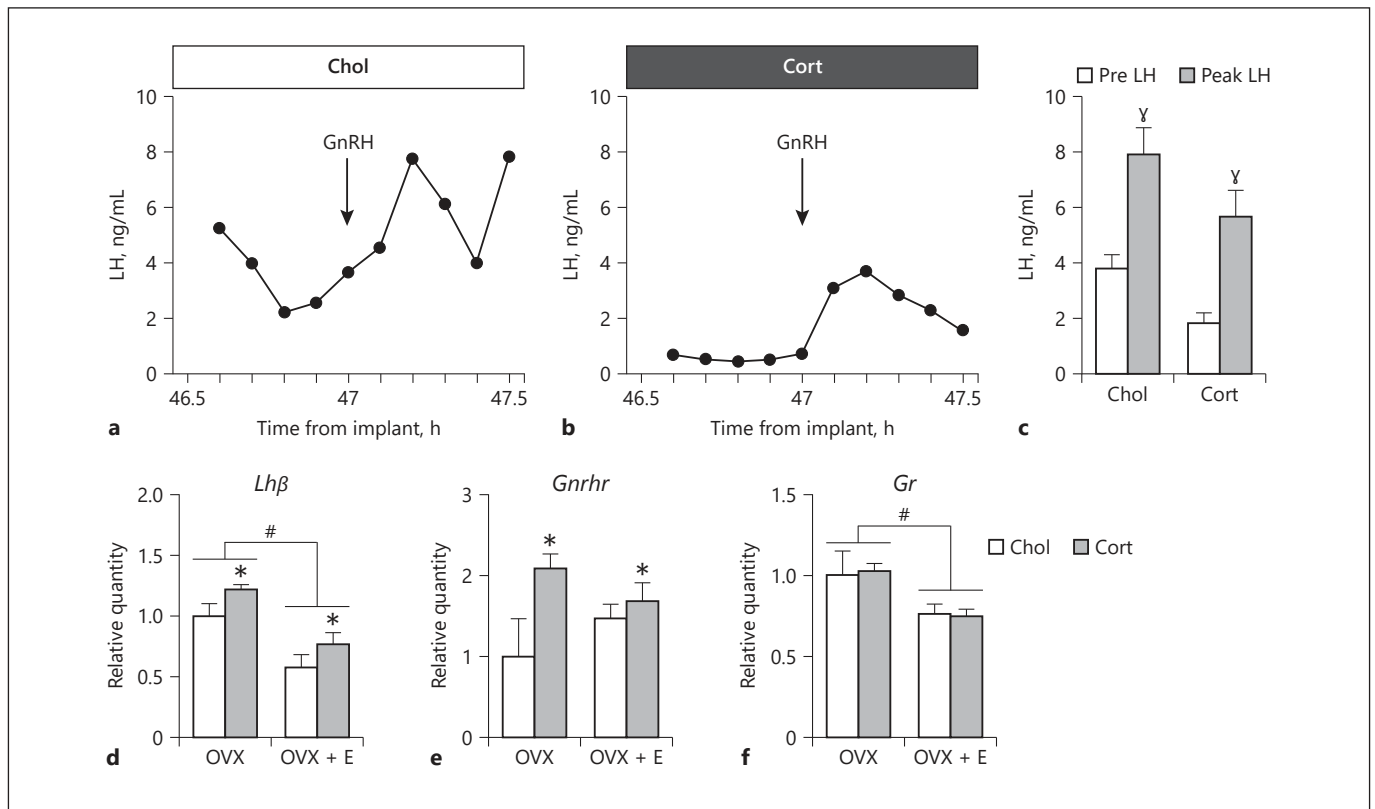 Chol
10
8
6
4
2
0
LH, ng/mL
GnRH
46.5 47 47.5
a Time from implant, h
Cort
10
8
6
4
2
0
LH, ng/mL
GnRH
46.5 47 47.5
b Time from implant, h
Pre LH Peak LH
10
8
6
4
2
0
LH, ng/mL
ɣ
ɣ
Chol Cort
c
Lhβ
2.0
1.5
1.0
0.5
0
Relative quantity
#
*
*
d OVX OVX + E
Gnrhr
3
2
1
0
Relative quantity
*
*
e OVX OVX + E
Gr
1.5
1.0
0.5
0
Relative quantity
#
f OVX OVX + E
Chol Cort